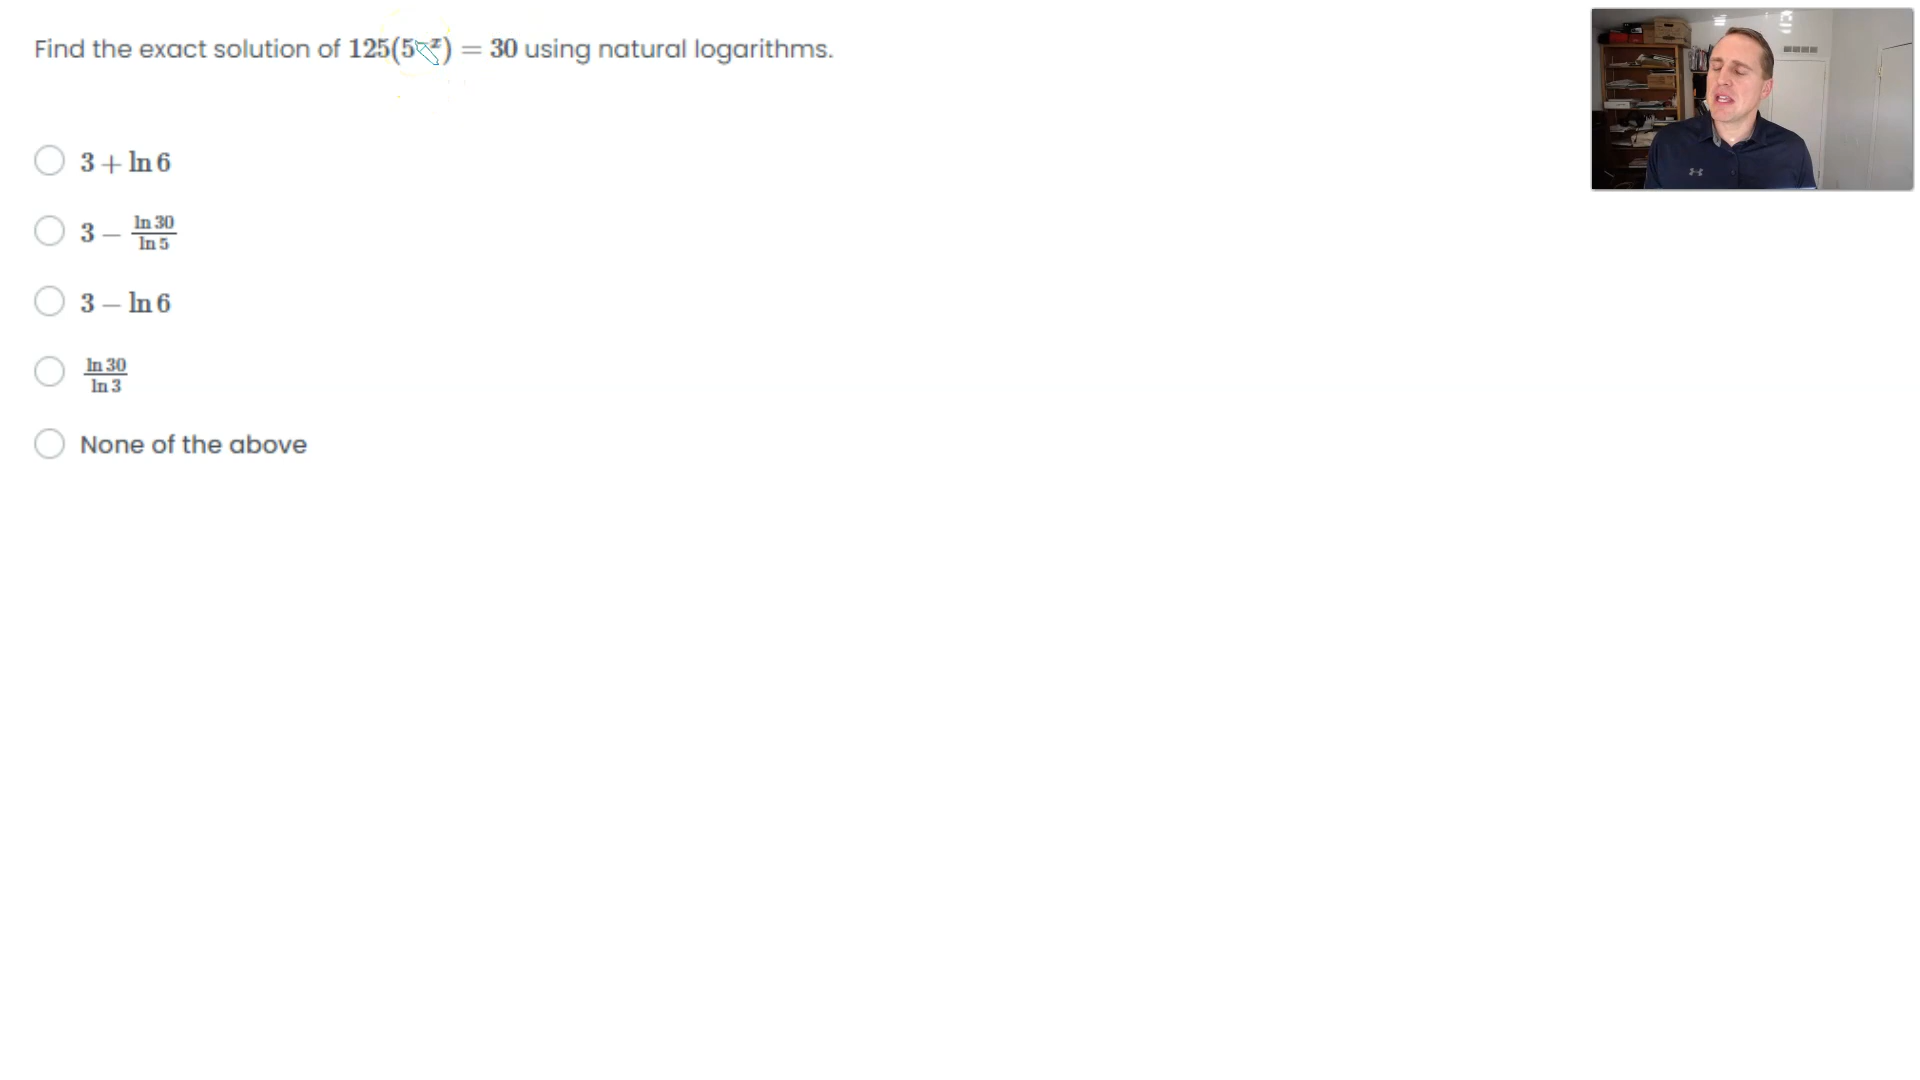 Find the exact solution of 125(5⁻ˣ) = 30 using natural logarithms.
3 + ln 6
3 − ln 30 / ln 5
3 − ln 6
ln 30 / ln 3
None of the above